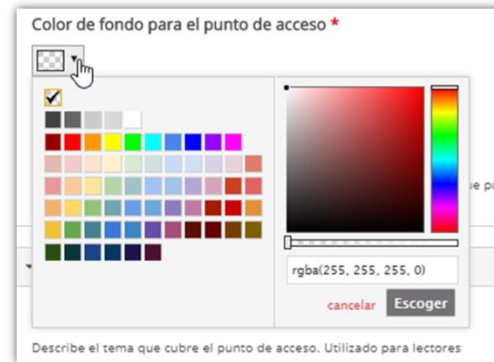 Color de fondo para el punto de acceso *
e pu
rgba(255, 255, 255, 0)
cancelar Escoger
Describe el tema que cubre el punto de acceso. Utilizado para lectores